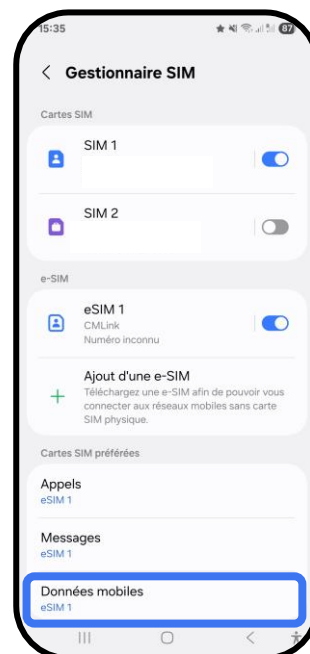 15:35
87
Gestionnaire SIM
Cartes SIM
SIM 1
SIM 2
e-SIM
eSIM 1
CMLink
Numéro inconnu
Ajout d'une e-SIM
Téléchargez une e-SIM afin de pouvoir vous
connecter aux réseaux mobiles sans carte
SIM physique.
Cartes SIM préférées
Appels
eSIM 1
Messages
eSIM 1
Données mobiles
eSIM 1